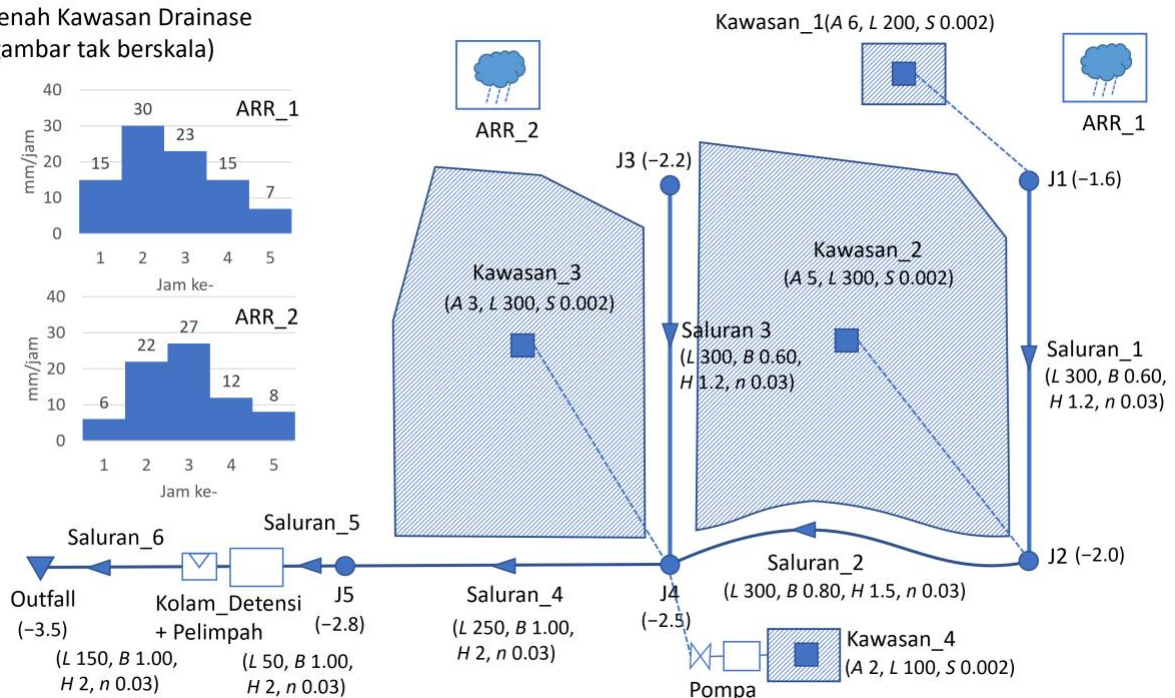 enah Kawasan Drainase
gambar tak berskala)
ARR_1
mm/jam
40
30
20
10
0
15
30
23
15
7
1 2 3 4 5
Jam ke-
ARR_2
mm/jam
40
30
20
10
0
6
22
27
12
8
1 2 3 4 5
Jam ke-
ARR_2
Kawasan_1(A 6, L 200, S 0.002)
ARR_1
J3 (−2.2)
J1 (−1.6)
Kawasan_3
(A 3, L 300, S 0.002)
Kawasan_2
(A 5, L 300, S 0.002)
Saluran 3
(L 300, B 0.60,
H 1.2, n 0.03)
Saluran_1
(L 300, B 0.60,
H 1.2, n 0.03)
Saluran_6
Saluran_5
Outfall
(−3.5)
Kolam_Detensi
+ Pelimpah
J5
(−2.8)
Saluran_4
(L 250, B 1.00,
H 2, n 0.03)
J4
(−2.5)
Saluran_2
(L 300, B 0.80, H 1.5, n 0.03)
J2 (−2.0)
(L 150, B 1.00,
H 2, n 0.03)
(L 50, B 1.00,
H 2, n 0.03)
Kawasan_4
(A 2, L 100, S 0.002)
Pompa